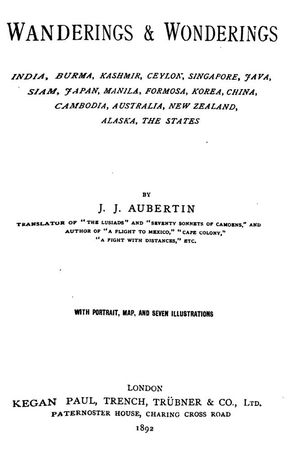 WANDERINGS & WONDERINGS
INDIA, BURMA, KASHMIR, CEYLON, SINGAPORE, JAVA,
SIAM, JAPAN, MANILA, FORMOSA, KOREA, CHINA,
CAMBODIA, AUSTRALIA, NEW ZEALAND,
ALASKA, THE STATES
BY
J. J. AUBERTIN
TRANSLATOR OF "THE LUSIADS" AND "SEVENTY SONNETS OF CAMOENS," AND
AUTHOR OF "A FLIGHT TO MEXICO," "CAPE COLONY,"
"A FIGHT WITH DISTANCES," ETC.
WITH PORTRAIT, MAP, AND SEVEN ILLUSTRATIONS
LONDON
KEGAN PAUL, TRENCH, TRÜBNER & CO., LTD.
PATERNOSTER HOUSE, CHARING CROSS ROAD
1892